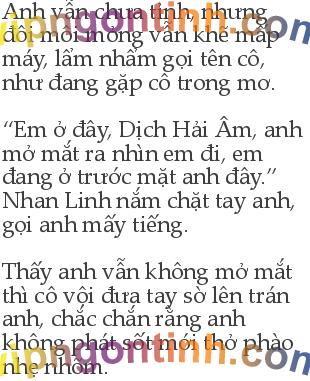 Anh vẫn chưa tỉnh, nhưng
đôi môi mỏng vẫn khẽ mấp
máy, lẩm nhẩm gọi tên cô,
như đang gặp cô trong mơ.
“Em ở đây, Dịch Hải Âm, anh
mở mắt ra nhìn em đi, em
đang ở trước mặt anh đây.”
Nhan Linh nắm chặt tay anh,
gọi anh mấy tiếng.
Thấy anh vẫn không mở mắt
thì cô vội đưa tay sờ lên trán
anh, chắc chắn rằng anh
không phát sốt mới thở phào
nhẹ nhõm.
vipngontinh.com
vipngontinh.com